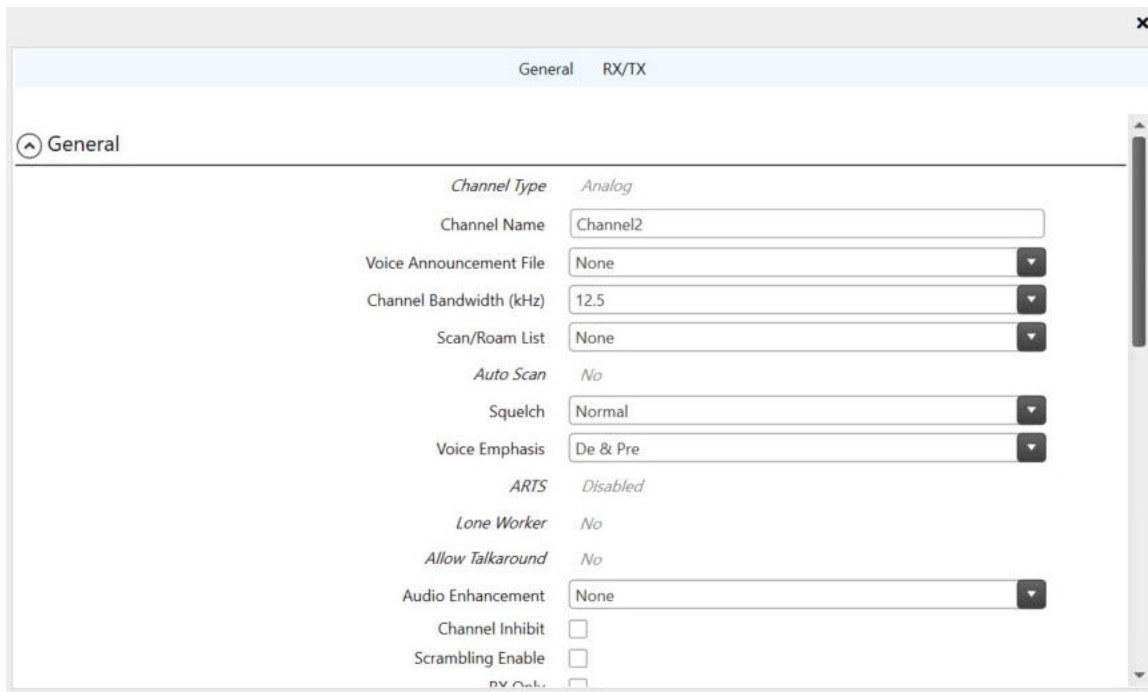 General RX/TX
General
Channel Type Analog
Channel Name Channel2
Voice Announcement File None
Channel Bandwidth (kHz) 12.5
Scan/Roam List None
Auto Scan No
Squelch Normal
Voice Emphasis De & Pre
ARTS Disabled
Lone Worker No
Allow Talkaround No
Audio Enhancement None
Channel Inhibit
Scrambling Enable
RX Only